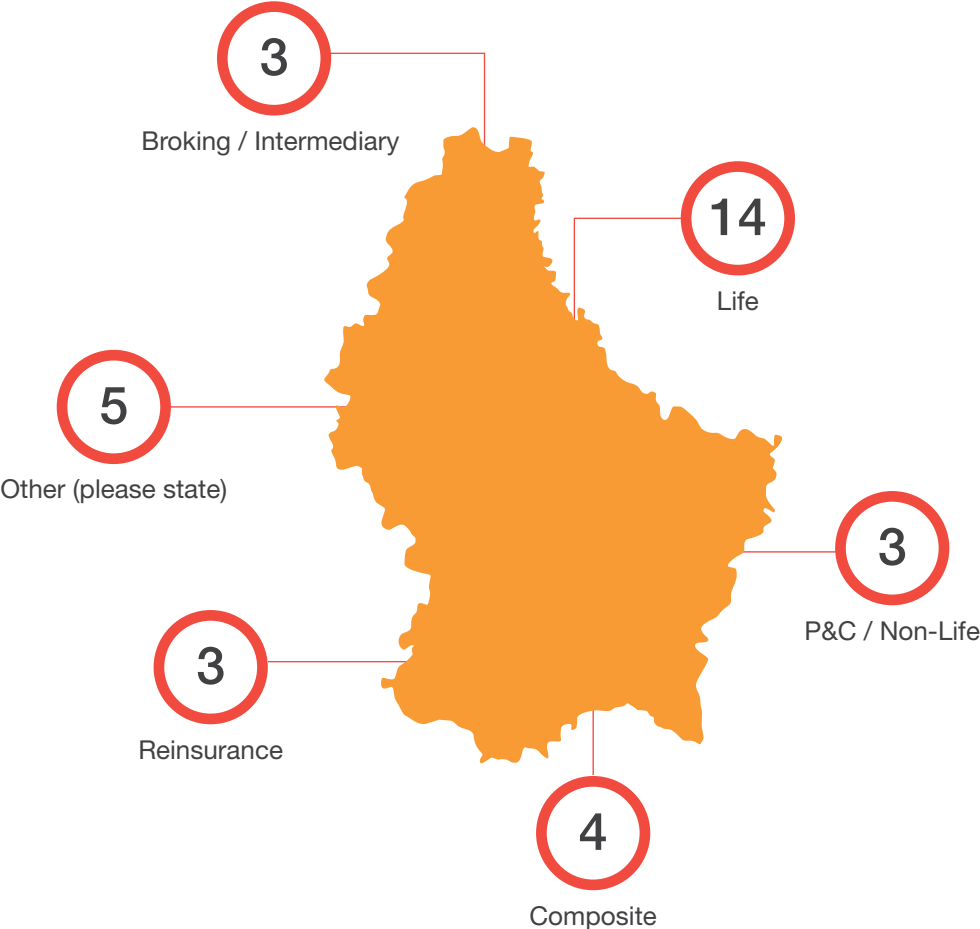 3
Broking / Intermediary
14
Life
5
Other (please state)
3
P&C / Non-Life
3
Reinsurance
4
Composite